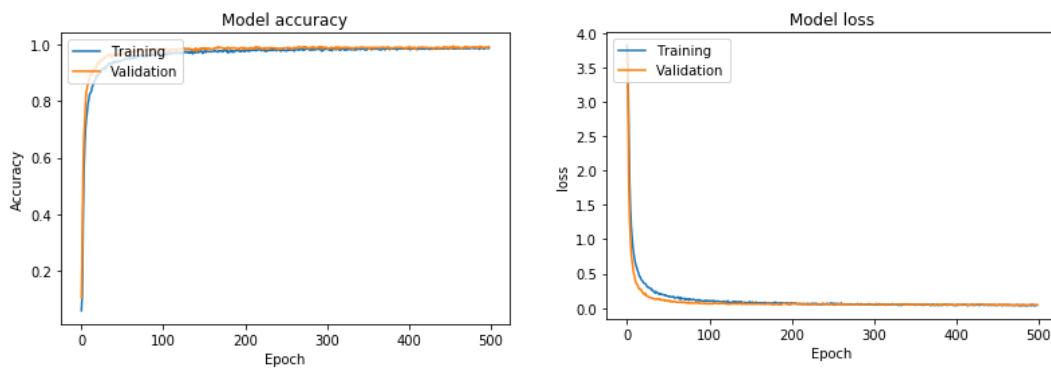 Model accuracy
1.0
0.8
0.6
0.4
0.2
Accuracy
Training
Validation
0
100
200
300
400
500
Epoch
Model loss
4.0
3.5
3.0
2.5
2.0
1.5
1.0
0.5
0.0
loss
Training
Validation
0
100
200
300
400
500
Epoch